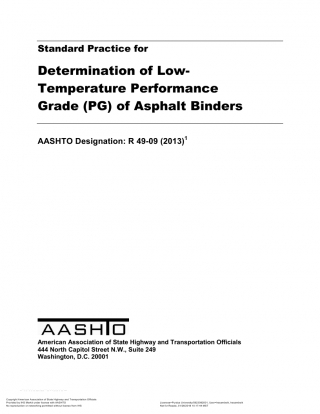 Standard Practice for
Determination of Low-
Temperature Performance
Grade (PG) of Asphalt Binders
AASHTO Designation: R 49-09 (2013)1
AASHTO
American Association of State Highway and Transportation Officials
444 North Capitol Street N.W., Suite 249
Washington, D.C. 20001